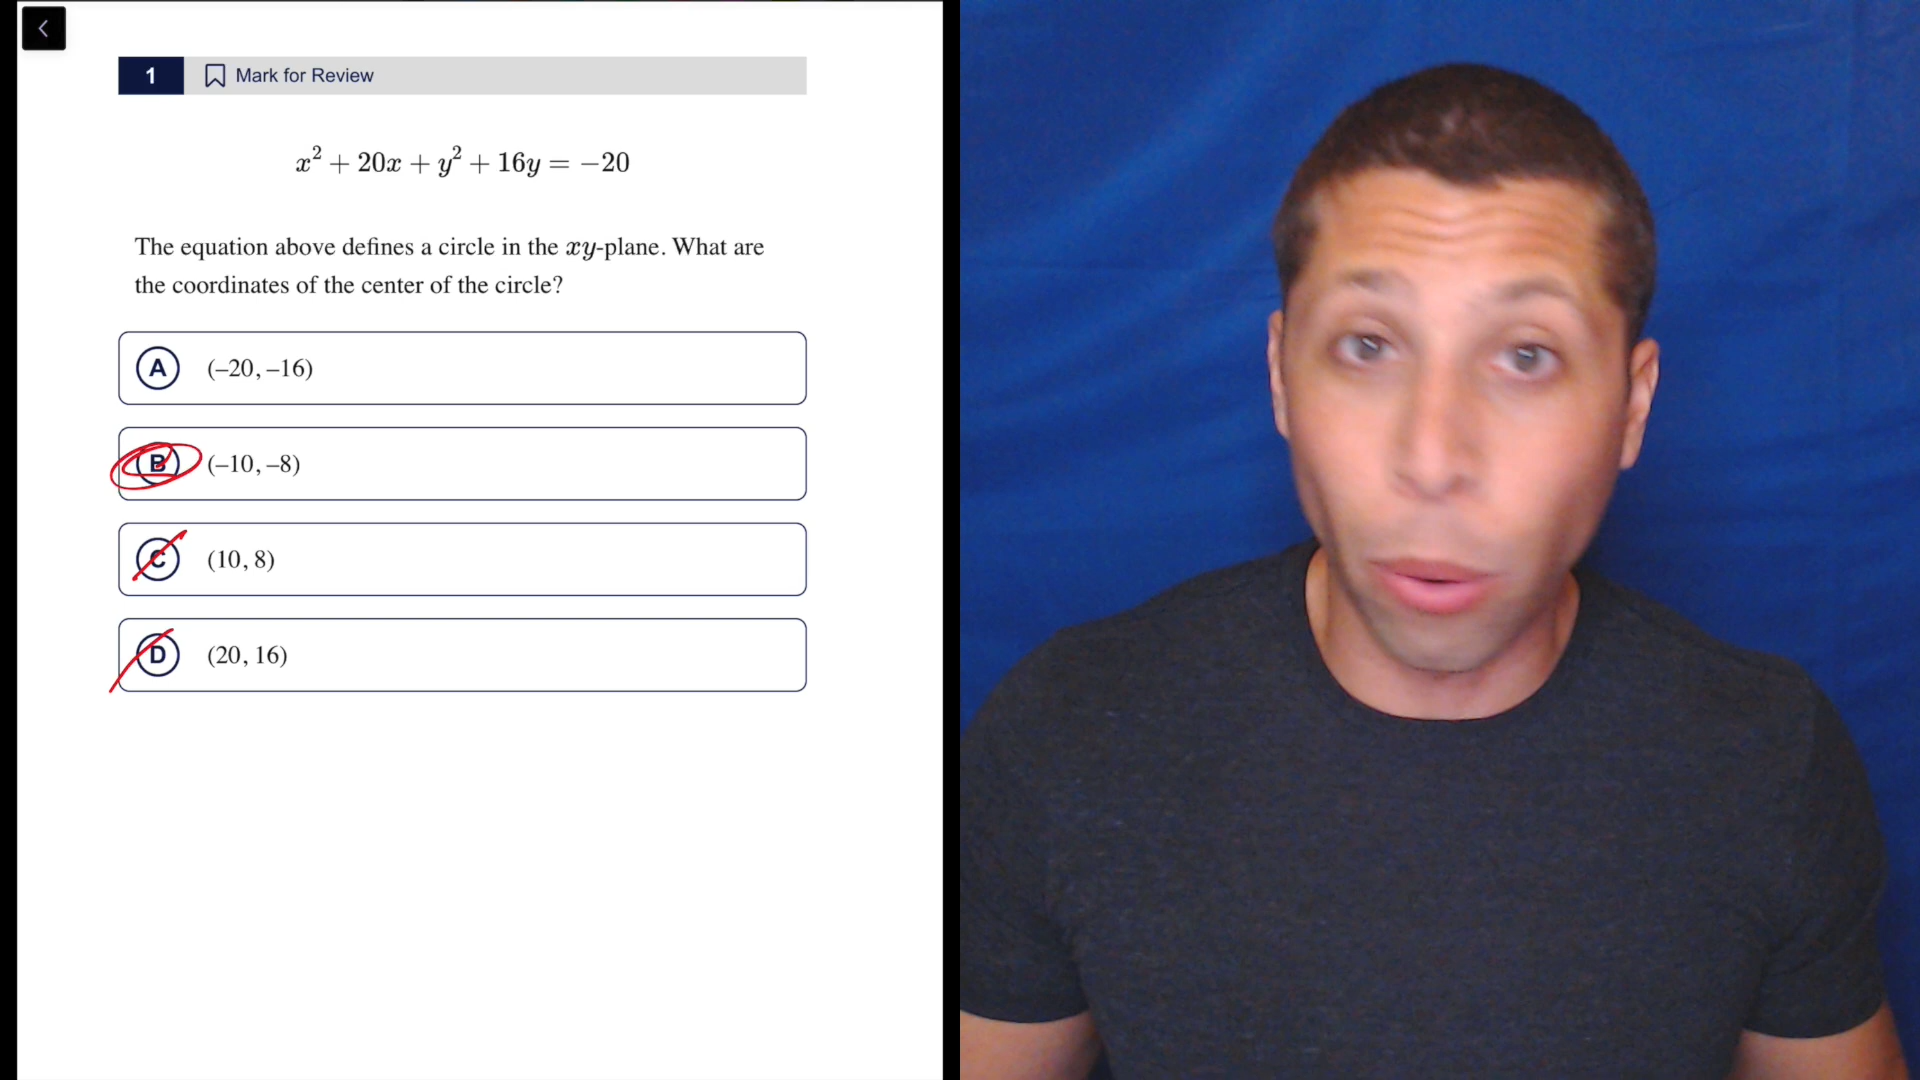 1 Mark for Review
x² + 20x + y² + 16y = −20
The equation above defines a circle in the xy-plane. What are
the coordinates of the center of the circle?
A (–20, –16)
B (–10, –8)
C (10, 8)
D (20, 16)